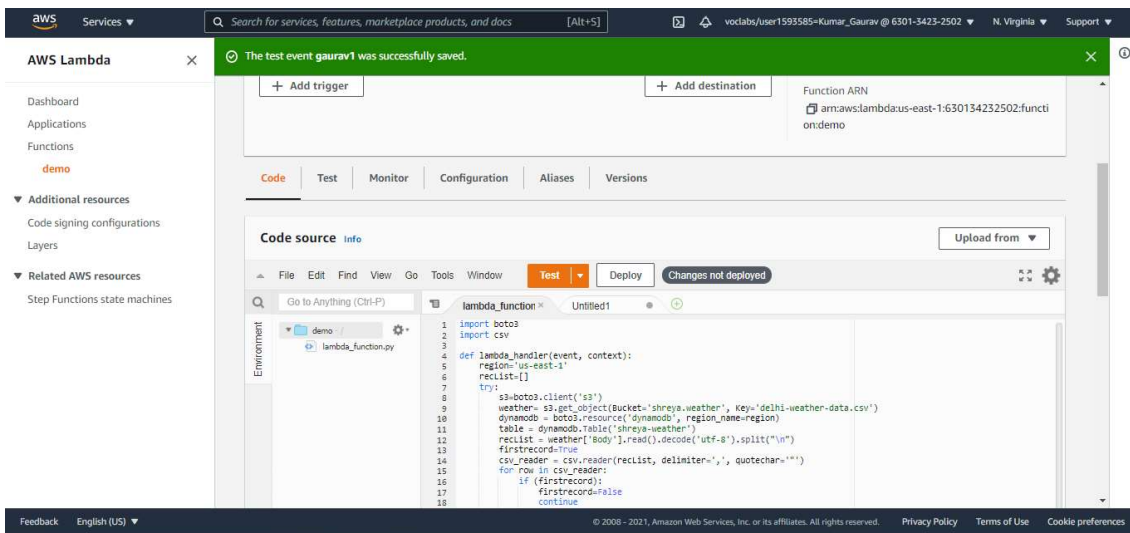 aws Services ▼ Search for services, features, marketplace products, and docs [Alt+S] voclabs/user1593585=Kumar_Gaurav @ 6301-3423-2502 ▼ N. Virginia ▼ Support ▼
AWS Lambda ×
The test event gaurav1 was successfully saved. ×
Dashboard
Applications
Functions
demo
▼ Additional resources
Code signing configurations
Layers
▼ Related AWS resources
Step Functions state machines
+ Add trigger
+ Add destination
Function ARN
arn:aws:lambda:us-east-1:630134232502:functi
on:demo
Code Test Monitor Configuration Aliases Versions
Code source Info
Upload from ▼
File Edit Find View Go Tools Window Test ▼ Deploy Changes not deployed
Go to Anything (Ctrl-P)
lambda_function × Untitled1
Environment
demo - /
lambda_function.py
1 import boto3
2 import csv
3
4 def lambda_handler(event, context):
5 region='us-east-1'
6 recList=[]
7 try:
8 s3=boto3.client('s3')
9 weather= s3.get_object(Bucket='shreya.weather', Key='delhi-weather-data.csv')
10 dynamodb = boto3.resource('dynamodb', region_name=region)
11 table = dynamodb.Table('shreya-weather')
12 recList = weather['Body'].read().decode('utf-8').split("\n")
13 firstrecord=True
14 csv_reader = csv.reader(recList, delimiter=',', quotechar='"')
15 for row in csv_reader:
16 if (firstrecord):
17 firstrecord=False
18 continue
Feedback English (US) ▼ © 2008 - 2021, Amazon Web Services, Inc. or its affiliates. All rights reserved. Privacy Policy Terms of Use Cookie preferences